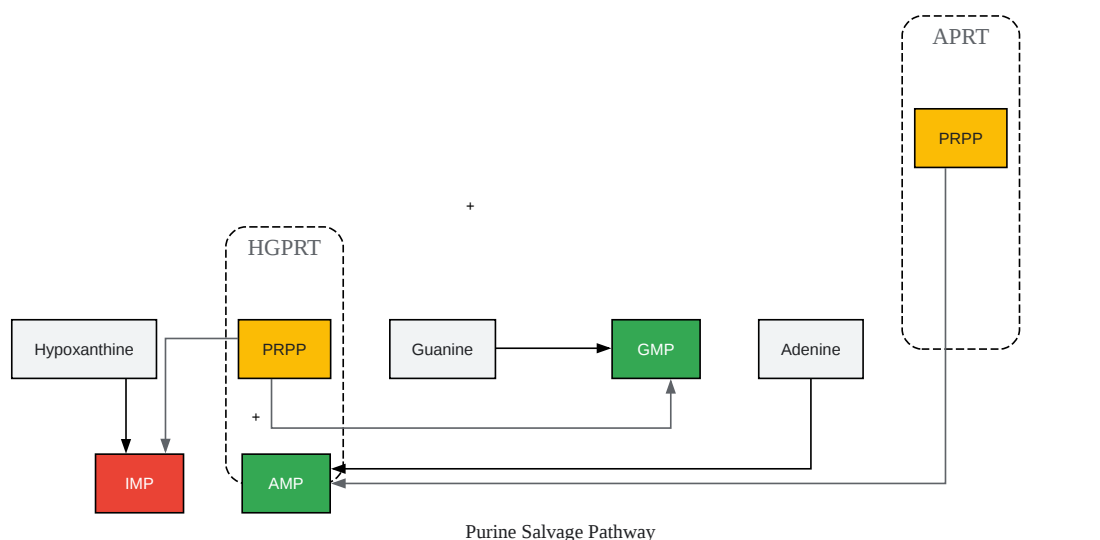 APRT
PRPP
+
HGPRT
Hypoxanthine
PRPP
Guanine
GMP
Adenine
+
IMP
AMP
Purine Salvage Pathway